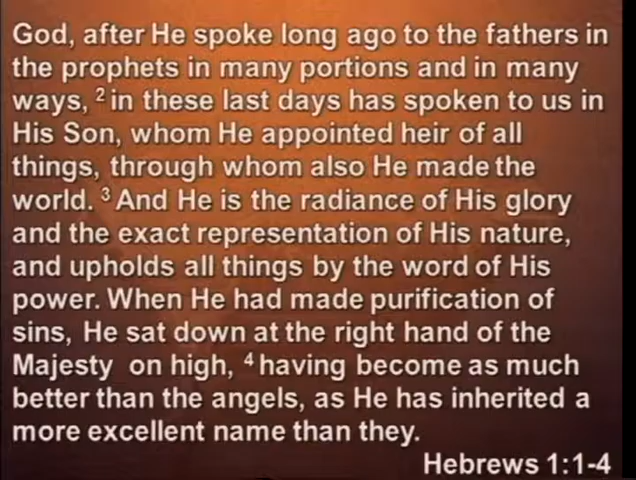 God, after He spoke long ago to the fathers in
the prophets in many portions and in many
ways, ² in these last days has spoken to us in
His Son, whom He appointed heir of all
things, through whom also He made the
world. ³ And He is the radiance of His glory
and the exact representation of His nature,
and upholds all things by the word of His
power. When He had made purification of
sins, He sat down at the right hand of the
Majesty on high, ⁴ having become as much
better than the angels, as He has inherited a
more excellent name than they.
Hebrews 1:1-4